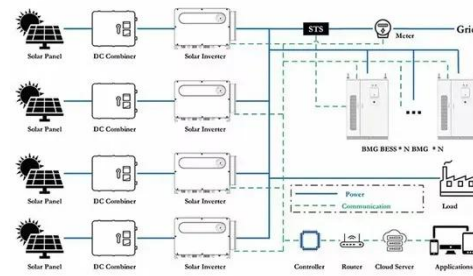 STS
Meter
Grid
Solar Panel DC Combiner Solar Inverter
Solar Panel DC Combiner Solar Inverter
BMG BESS * N BMG * N
Solar Panel DC Combiner Solar Inverter
Power
Communication
Load
Solar Panel DC Combiner Solar Inverter
Controller Router Cloud Server Application